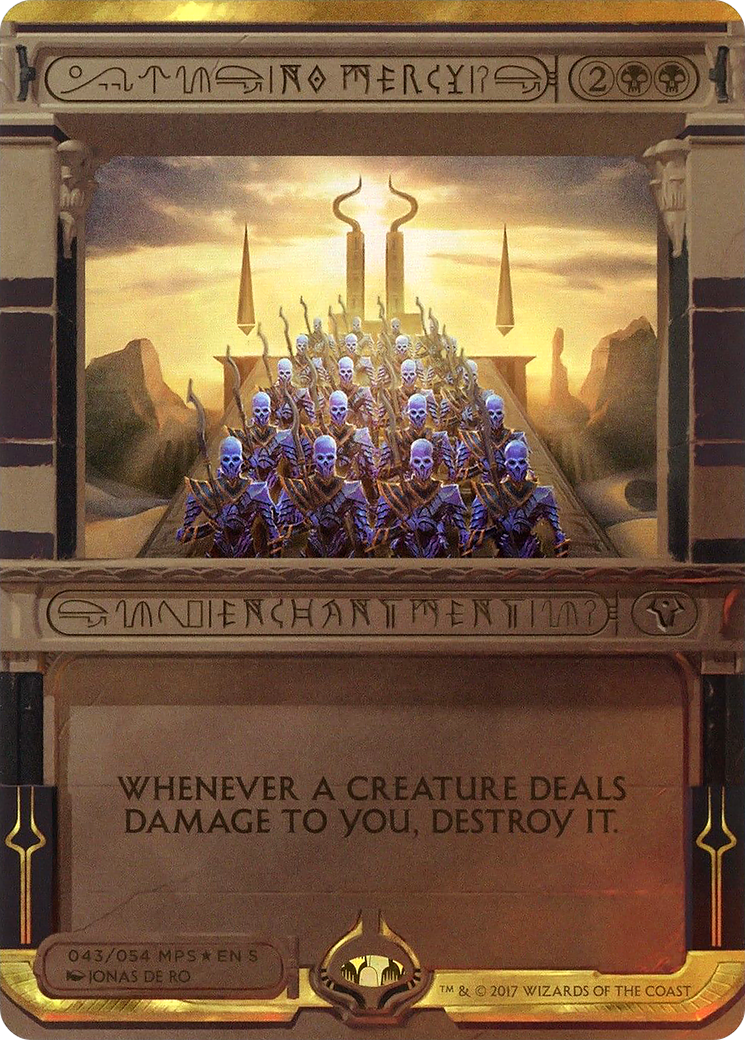 NO MERCY
2
ENCHANTMENT
WHENEVER A CREATURE DEALS
DAMAGE TO YOU, DESTROY IT.
043/054 MPS★EN S
JONAS DE RO
™ & © 2017 WIZARDS OF THE COAST